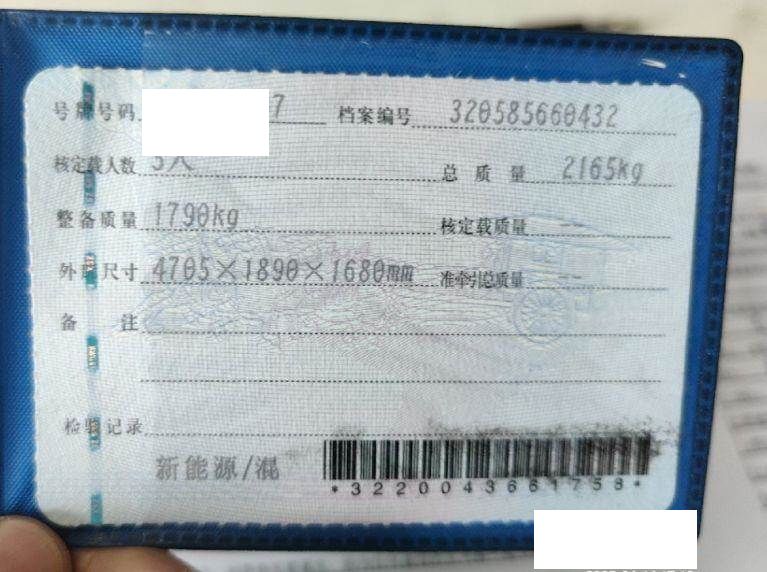 号牌号码 7 档案编号 320585660432
核定载人数 5人 总质量 2165kg
整备质量 1790kg 核定载质量 --
外廓尺寸 4705×1890×1680mm 准牵引总质量 --
备注
检验记录
新能源/混
*3220043661758*